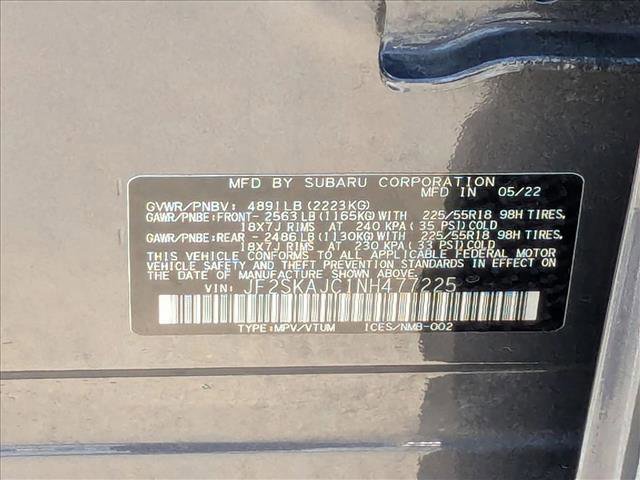 MFD BY SUBARU CORPORATION
MFD IN 05/22
GVWR/PNBV: 4891LB(2223KG)
GAWR/PNBE:FRONT- 2563LB(1165KG)WITH 225/55R18 98H TIRES,
18X7J RIMS AT 240 KPA( 35 PSI)COLD
GAWR/PNBE:REAR - 2486LB(1130KG)WITH 225/55R18 98H TIRES,
18X7J RIMS AT 230 KPA( 33 PSI)COLD
THIS VEHICLE CONFORMS TO ALL APPLICABLE FEDERAL MOTOR
VEHICLE SAFETY AND THEFT PREVENTION STANDARDS IN EFFECT ON
THE DATE OF MANUFACTURE SHOWN ABOVE.
VIN: JF2SKAJC1NH477225
TYPE:MPV/VTUM ICES/NMB-002